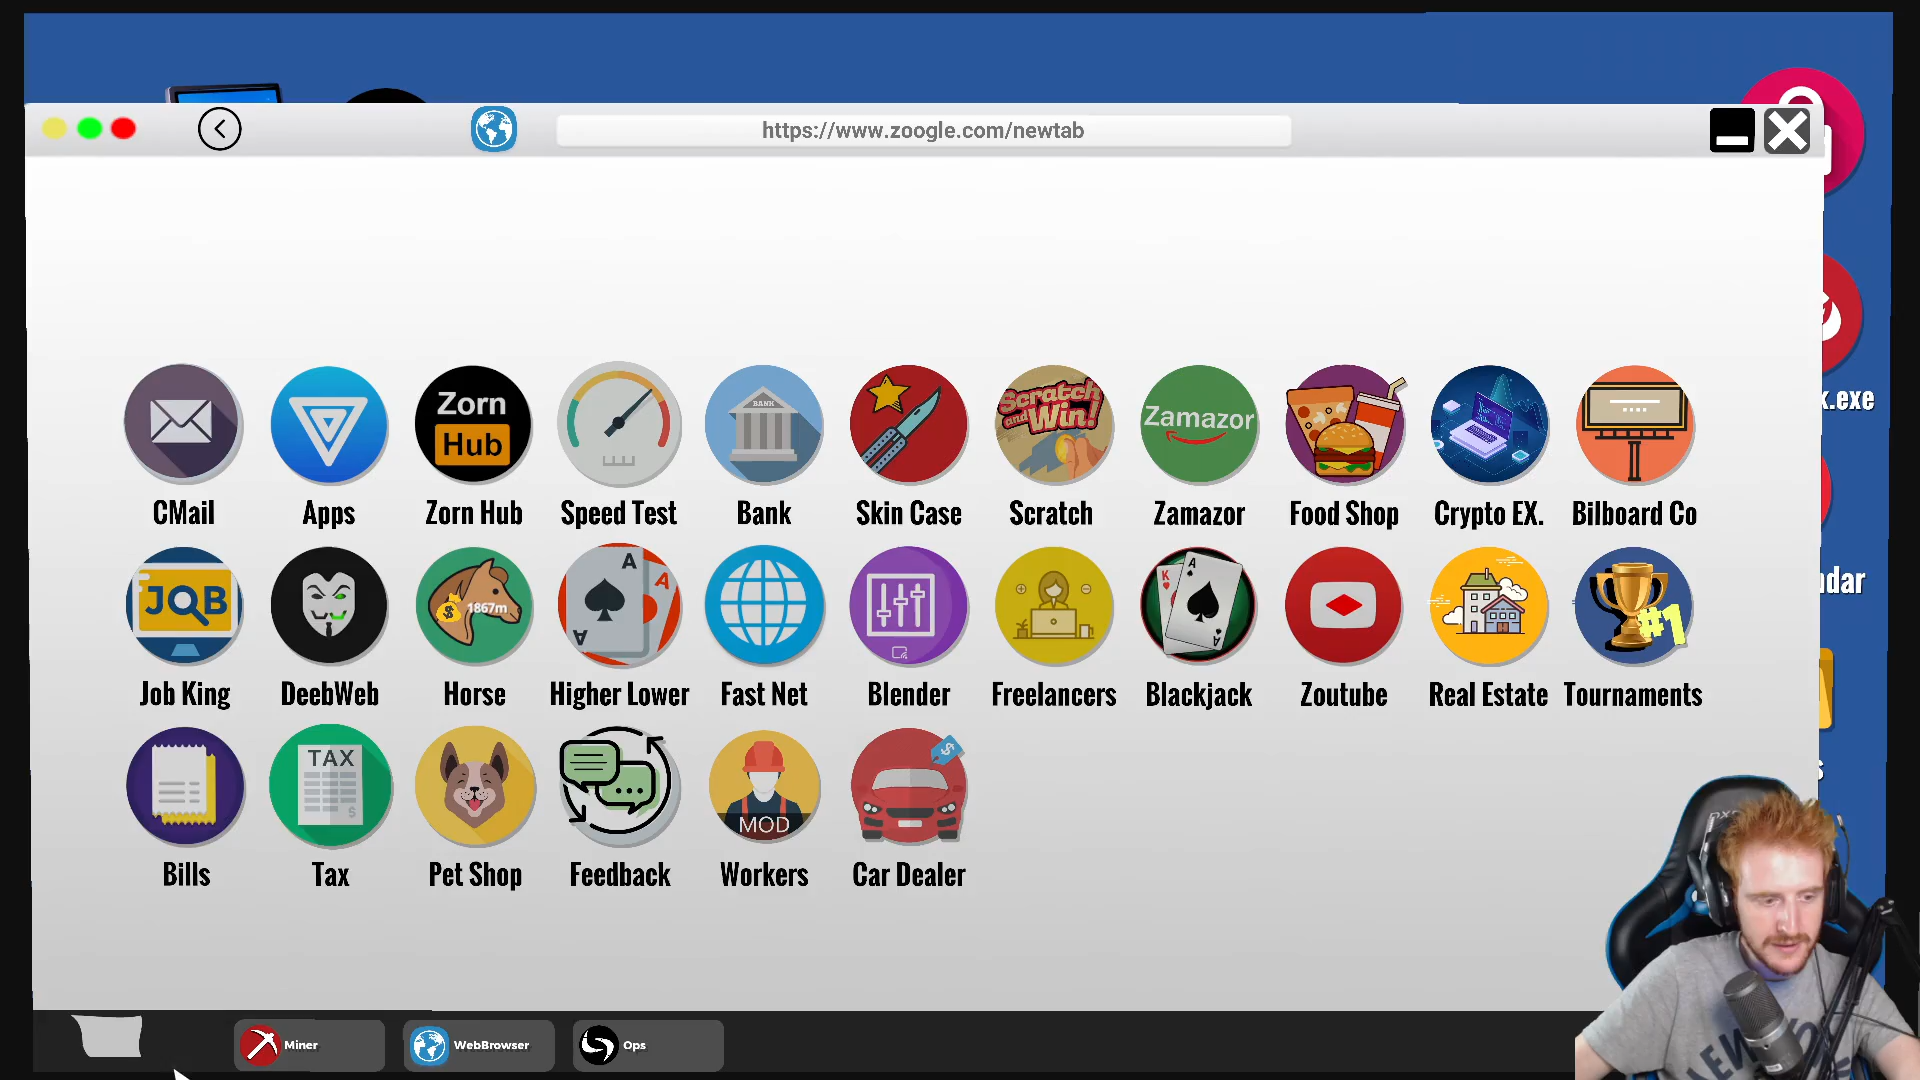 https://www.zoogle.com/newtab
Zorn
Hub
BANK
Scratch
and Win!
Zamazor
CMail
Apps
Zorn Hub
Speed Test
Bank
Skin Case
Scratch
Zamazor
Food Shop
Crypto EX.
Bilboard Co
k.exe
JOB
1867m
A
A
A
K
A
A
#1
ndar
Job King
DeebWeb
Horse
Higher Lower
Fast Net
Blender
Freelancers
Blackjack
Zoutube
Real Estate
Tournaments
TAX
$
MOD
$
s
Bills
Tax
Pet Shop
Feedback
Workers
Car Dealer
Miner
WebBrowser
Ops